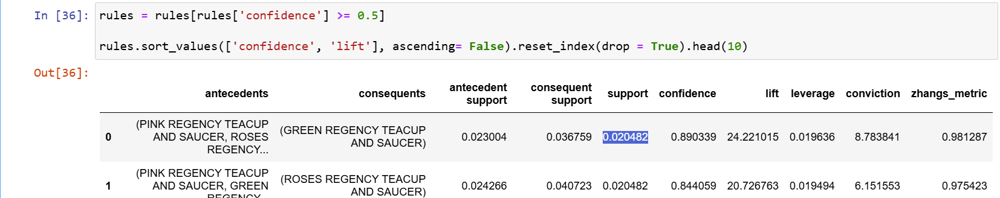 In [36]: rules = rules[rules['confidence'] >= 0.5]
rules.sort_values(['confidence', 'lift'], ascending= False).reset_index(drop = True).head(10)
Out[36]:
antecedents consequents antecedent support consequent support support confidence lift leverage conviction zhangs_metric
0 (PINK REGENCY TEACUP AND SAUCER, ROSES REGENCY... (GREEN REGENCY TEACUP AND SAUCER) 0.023004 0.036759 0.020482 0.890339 24.221015 0.019636 8.783841 0.981287
1 (PINK REGENCY TEACUP AND SAUCER, GREEN REGENCY... (ROSES REGENCY TEACUP AND SAUCER) 0.024266 0.040723 0.020482 0.844059 20.726763 0.019494 6.151553 0.975423